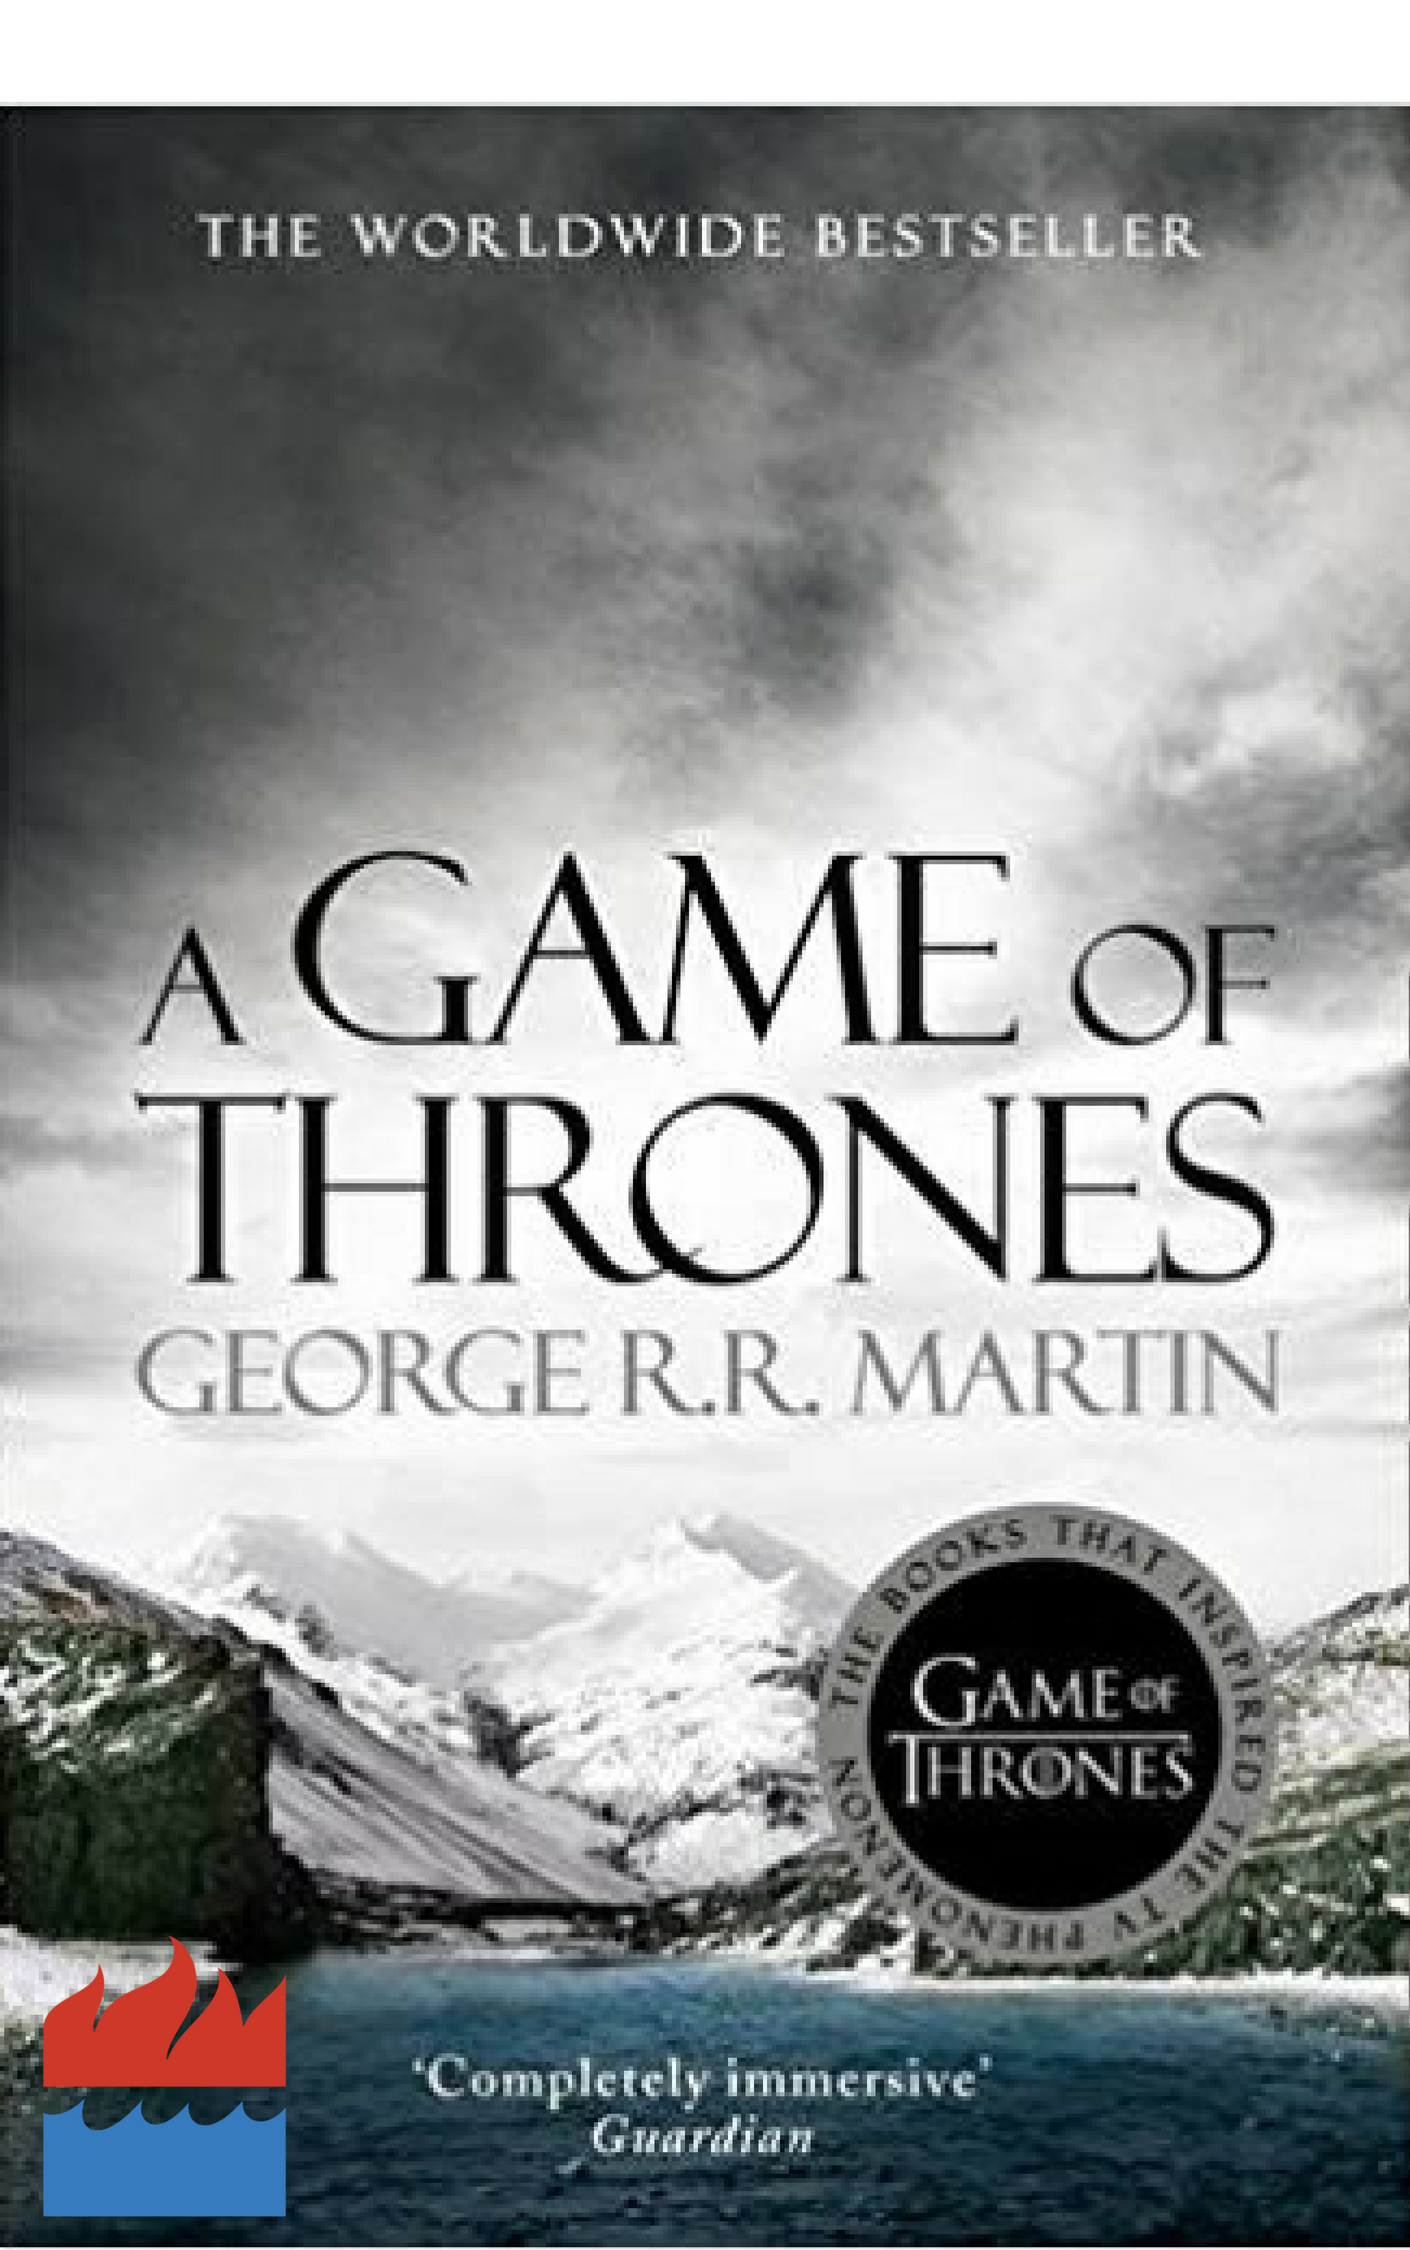 THE WORLDWIDE BESTSELLER
A GAME OF
THRONES
GEORGE R.R. MARTIN
THE BOOKS THAT INSPIRED THE TV PHENOMENON
GAME OF
THRONES
‘Completely immersive’
Guardian